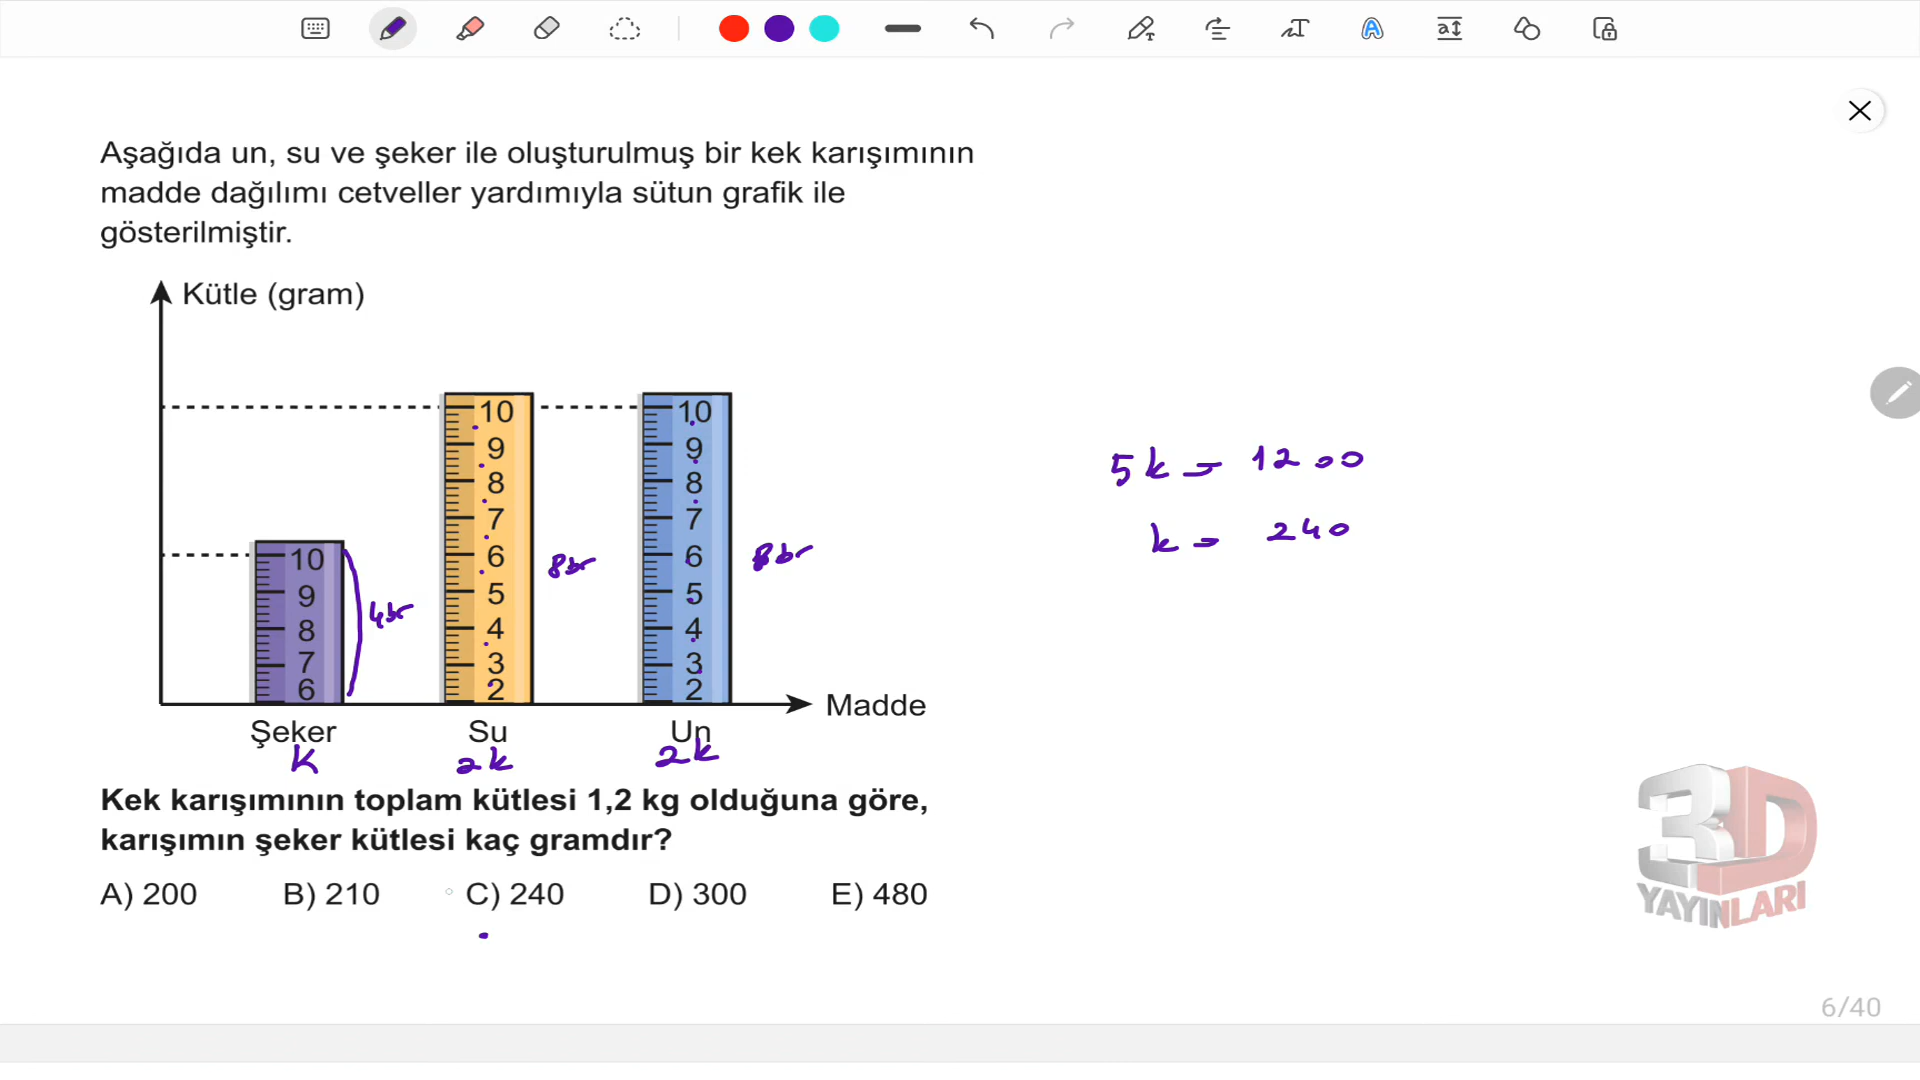 Aşağıda un, su ve şeker ile oluşturulmuş bir kek karışımının
madde dağılımı cetveller yardımıyla sütun grafik ile
gösterilmiştir.
Kütle (gram)
10
9
8
7
6
4br
10
9
8
7
6
5
4
3
2
8br
10
9
8
7
6
5
4
3
2
8br
Madde
Şeker Su Un
K 2k 2k
5k = 1200
k = 240
Kek karışımının toplam kütlesi 1,2 kg olduğuna göre,
karışımın şeker kütlesi kaç gramdır?
A) 200 B) 210 C) 240 D) 300 E) 480
3D
YAYINLARI
6/40